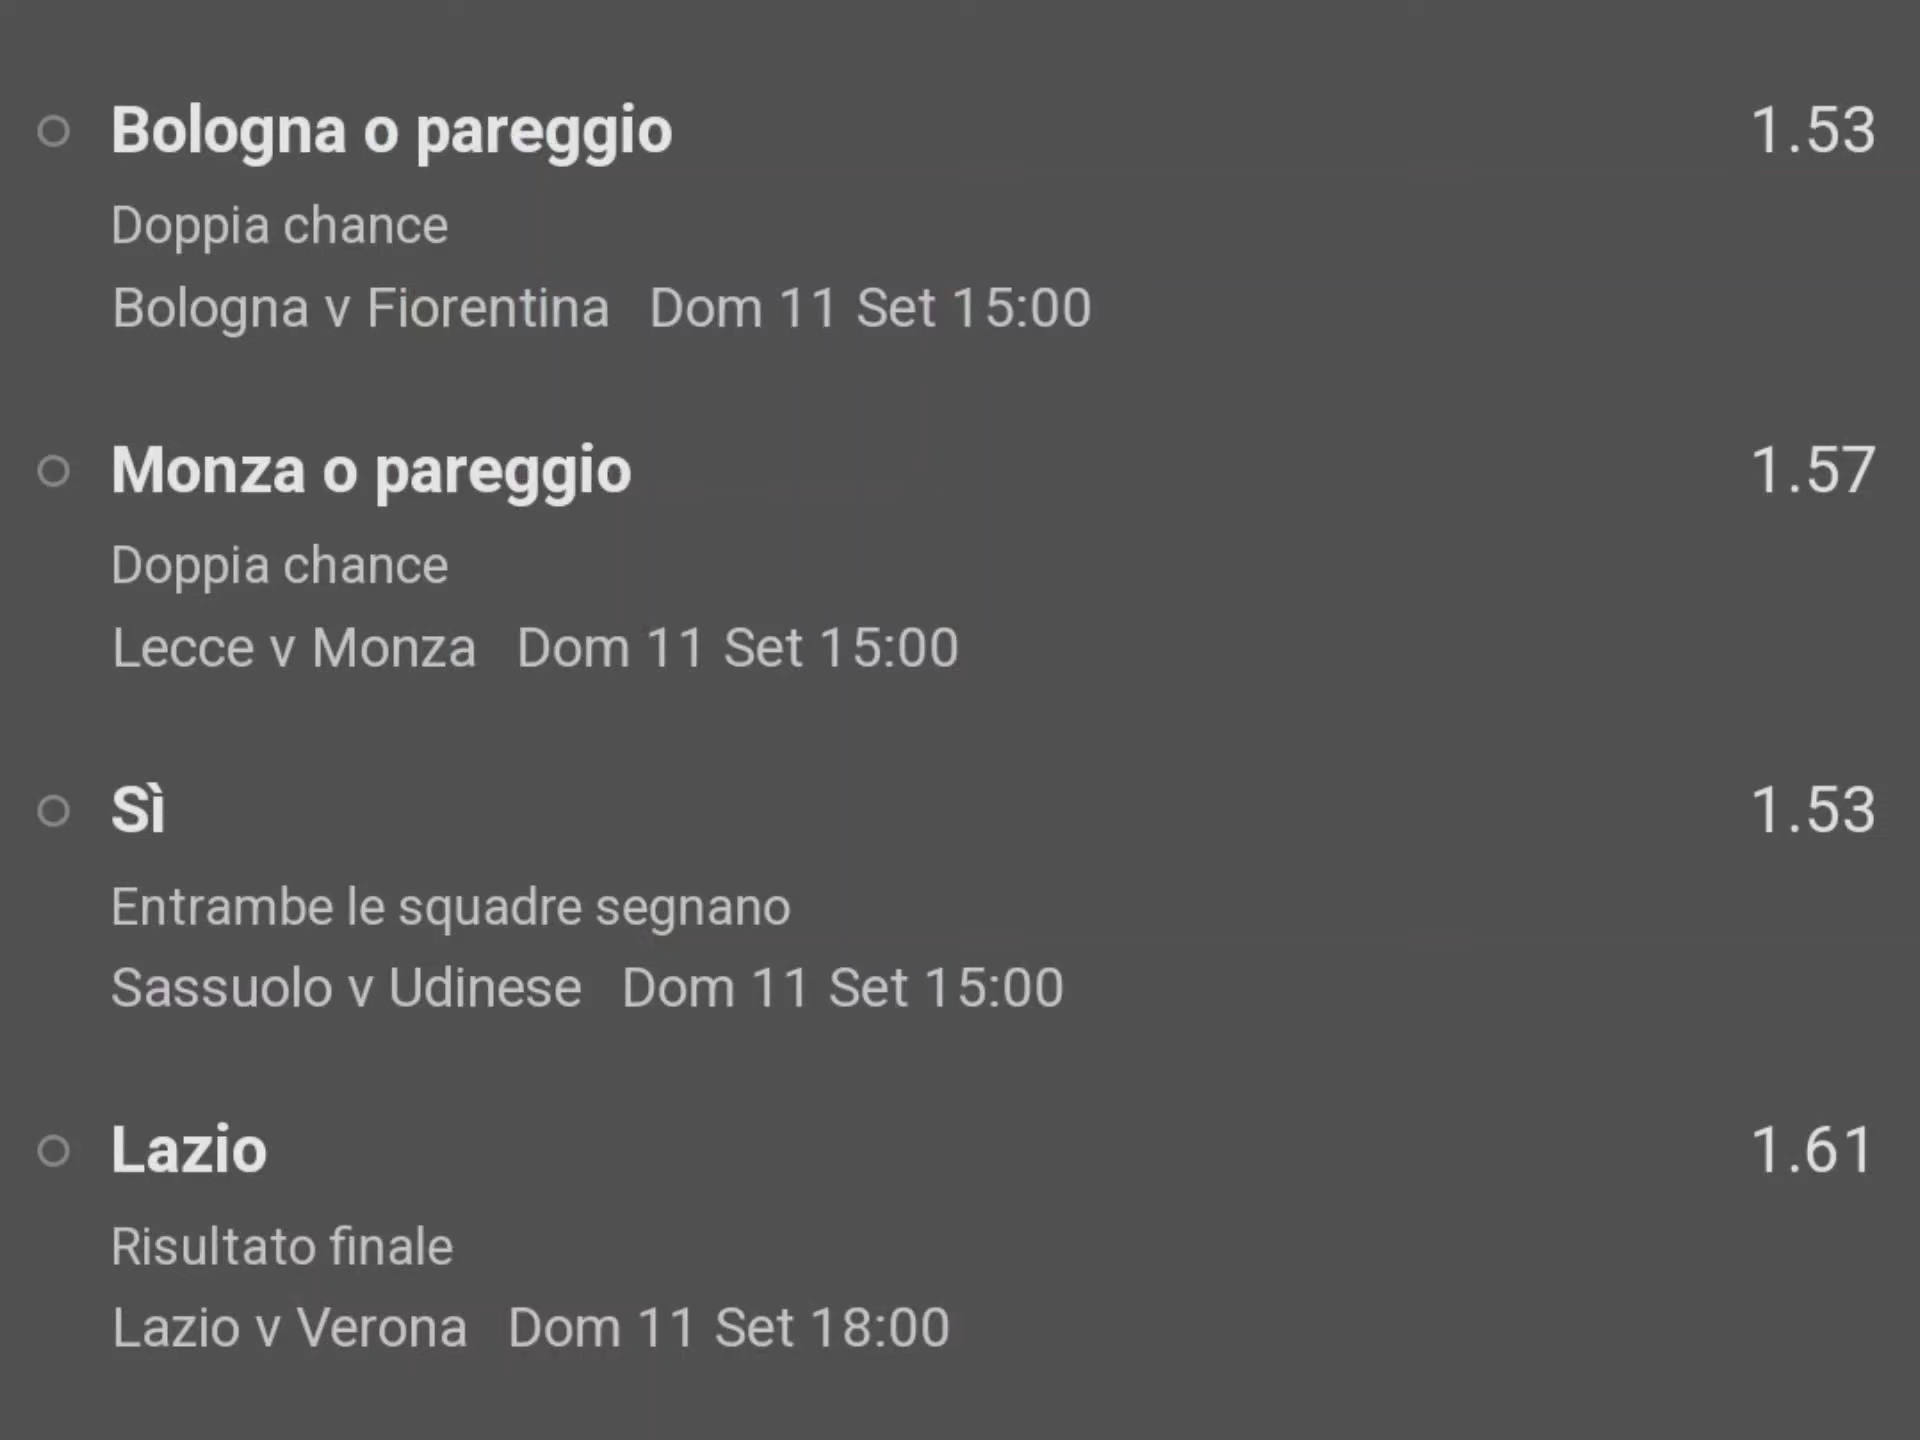 Bologna o pareggio 1.53
Doppia chance
Bologna v Fiorentina Dom 11 Set 15:00
Monza o pareggio 1.57
Doppia chance
Lecce v Monza Dom 11 Set 15:00
Sì 1.53
Entrambe le squadre segnano
Sassuolo v Udinese Dom 11 Set 15:00
Lazio 1.61
Risultato finale
Lazio v Verona Dom 11 Set 18:00